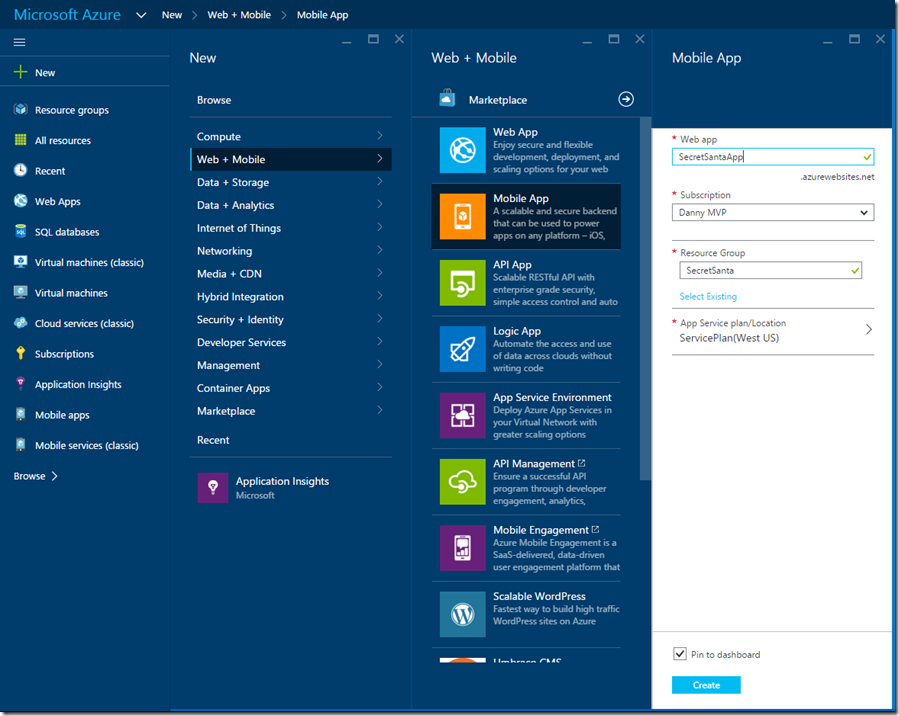 Microsoft Azure
New
Web + Mobile
Mobile App
New
Resource groups
All resources
Recent
Web Apps
SQL databases
Virtual machines (classic)
Virtual machines
Cloud services (classic)
Subscriptions
Application Insights
Mobile apps
Mobile services (classic)
Browse
New
Browse
Compute
Web + Mobile
Data + Storage
Data + Analytics
Internet of Things
Networking
Media + CDN
Hybrid Integration
Security + Identity
Developer Services
Management
Container Apps
Marketplace
Recent
Application Insights
Microsoft
Web + Mobile
Marketplace
Web App
Enjoy secure and flexible
development, deployment, and
scaling options for your web
Mobile App
A scalable and secure backend
that can be used to power
apps on any platform – iOS,
API App
Scalable RESTful API with
enterprise grade security,
simple access control and auto
Logic App
Automate the access and use
of data across clouds without
writing code
App Service Environment
Deploy Azure App Services in
your Virtual Network with
greater scaling options
API Management
Ensure a successful API
program through developer
engagement, analytics,
Mobile Engagement
Azure Mobile Engagement is a
SaaS-delivered, data-driven
user engagement platform that
Scalable WordPress
Fastest way to build high traffic
WordPress sites on Azure
Umbraco CMS
Mobile App
* Web app
SecretSantaApp
.azurewebsites.net
* Subscription
Danny MVP
* Resource Group
SecretSanta
Select Existing
* App Service plan/Location
ServicePlan(West US)
Pin to dashboard
Create